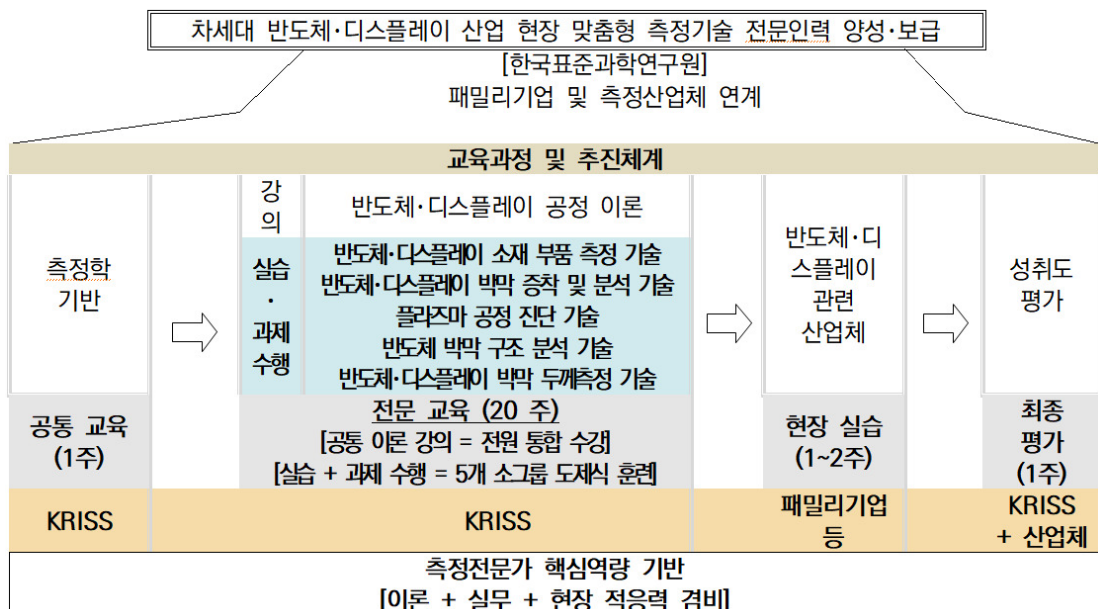 차세대 반도체·디스플레이 산업 현장 맞춤형 측정기술 전문인력 양성·보급
[한국표준과학연구원]
패밀리기업 및 측정산업체 연계
교육과정 및 추진체계
측정학
기반
강
의
반도체·디스플레이 공정 이론
실습
·
과제
수행
반도체·디스플레이 소재 부품 측정 기술
반도체·디스플레이 박막 증착 및 분석 기술
플라즈마 공정 진단 기술
반도체 박막 구조 분석 기술
반도체·디스플레이 박막 두께측정 기술
반도체·디
스플레이
관련
산업체
성취도
평가
공통 교육
(1주)
전문 교육 (20 주)
[공통 이론 강의 = 전원 통합 수강]
[실습 + 과제 수행 = 5개 소그룹 도제식 훈련]
현장 실습
(1~2주)
최종
평가
(1주)
KRISS
KRISS
패밀리기업
등
KRISS
+ 산업체
측정전문가 핵심역량 기반
[이론 + 실무 + 현장 적응력 겸비]